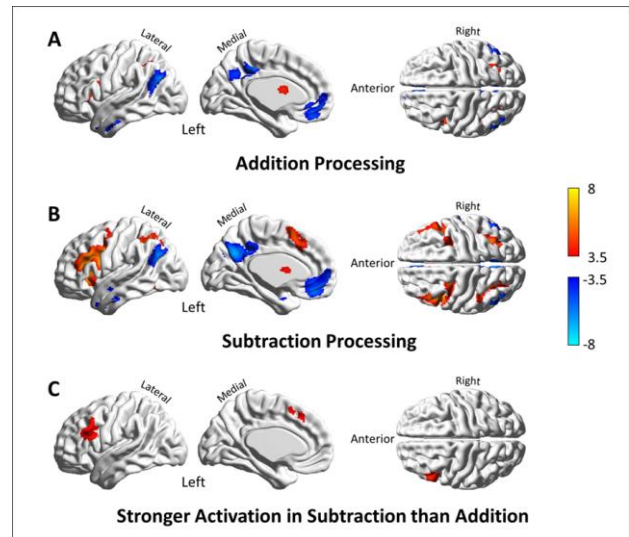 A
Lateral
Medial
Right
Anterior
Left
Addition Processing
B
Lateral
Medial
Right
Anterior
Left
Subtraction Processing
8
3.5
-3.5
-8
C
Lateral
Medial
Right
Anterior
Left
Stronger Activation in Subtraction than Addition